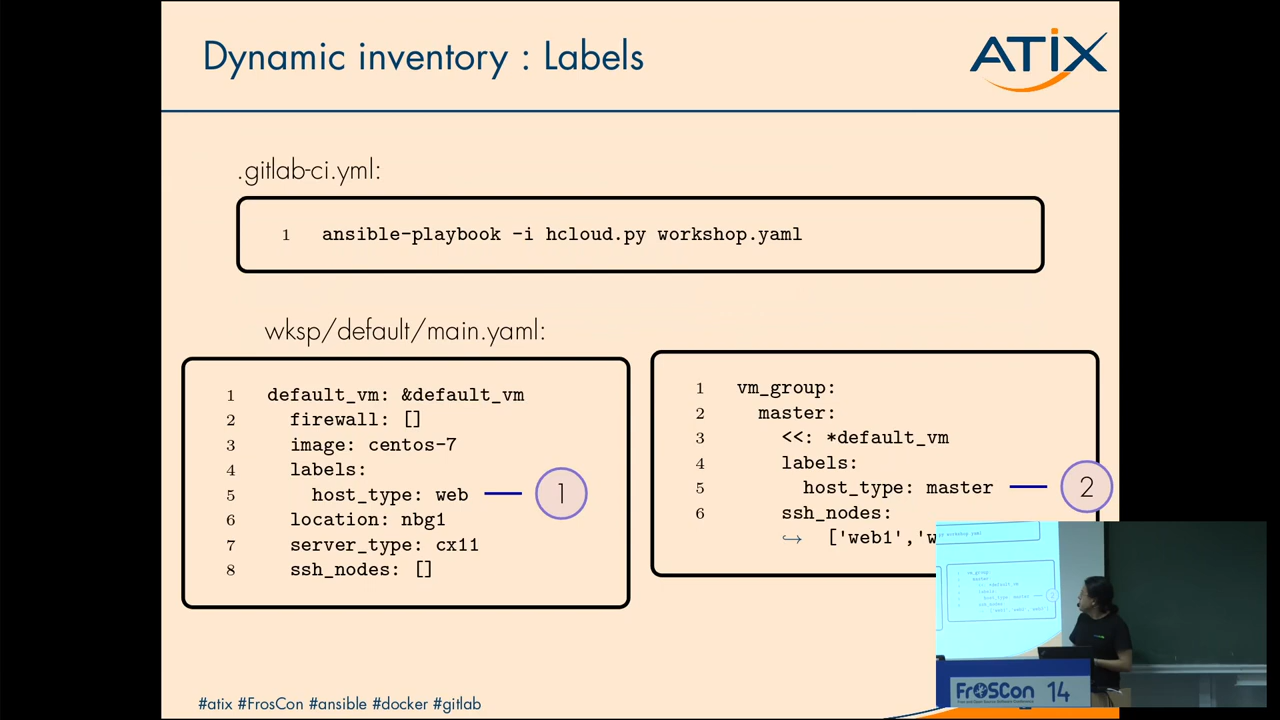 Dynamic inventory : Labels
ATIX
.gitlab-ci.yml:
1 ansible-playbook -i hcloud.py workshop.yaml
wksp/default/main.yaml:
1 default_vm: &default_vm
2 firewall: []
3 image: centos-7
4 labels:
5 host_type: web
1
6 location: nbg1
7 server_type: cx11
8 ssh_nodes: []
1 vm_group:
2 master:
3 <<: *default_vm
4 labels:
5 host_type: master
2
6 ssh_nodes:
↪ ['web1','w
FrOSCon 14
#atix #FrosCon #ansible #docker #gitlab